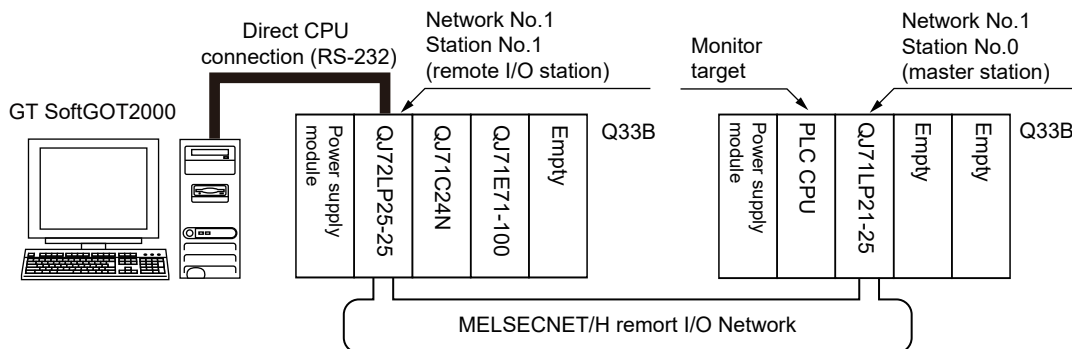 Direct CPU
connection (RS-232)
Network No.1
Station No.1
(remote I/O station)
Monitor
target
Network No.1
Station No.0
(master station)
GT SoftGOT2000
Power supply
module
QJ72LP25-25
QJ71C24N
QJ71E71-100
Empty
Q33B
Power supply
module
PLC CPU
QJ71LP21-25
Empty
Empty
Q33B
MELSECNET/H remort I/O Network